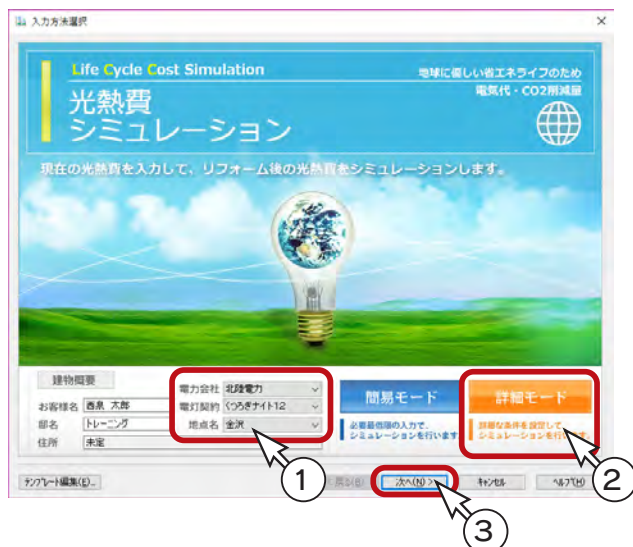 入力方法選択
Life Cycle Cost Simulation
光熱費
シミュレーション
地球に優しい省エネライフのため
電気代・CO2削減量
現在の光熱費を入力して、リフォーム後の光熱費をシミュレーションします。
建物概要
お客様名 西泉 太郎
邸名 トレーニング
住所 未定
電力会社 北陸電力
電灯契約 くつろぎナイト12
地点名 金沢
簡易モード
必要最低限の入力で、
シミュレーションを行います
詳細モード
詳細な条件を設定して
シミュレーションを行います
1
2
テンプレート編集(E)...
次へ(N) >
キャンセル
ヘルプ(H)
3